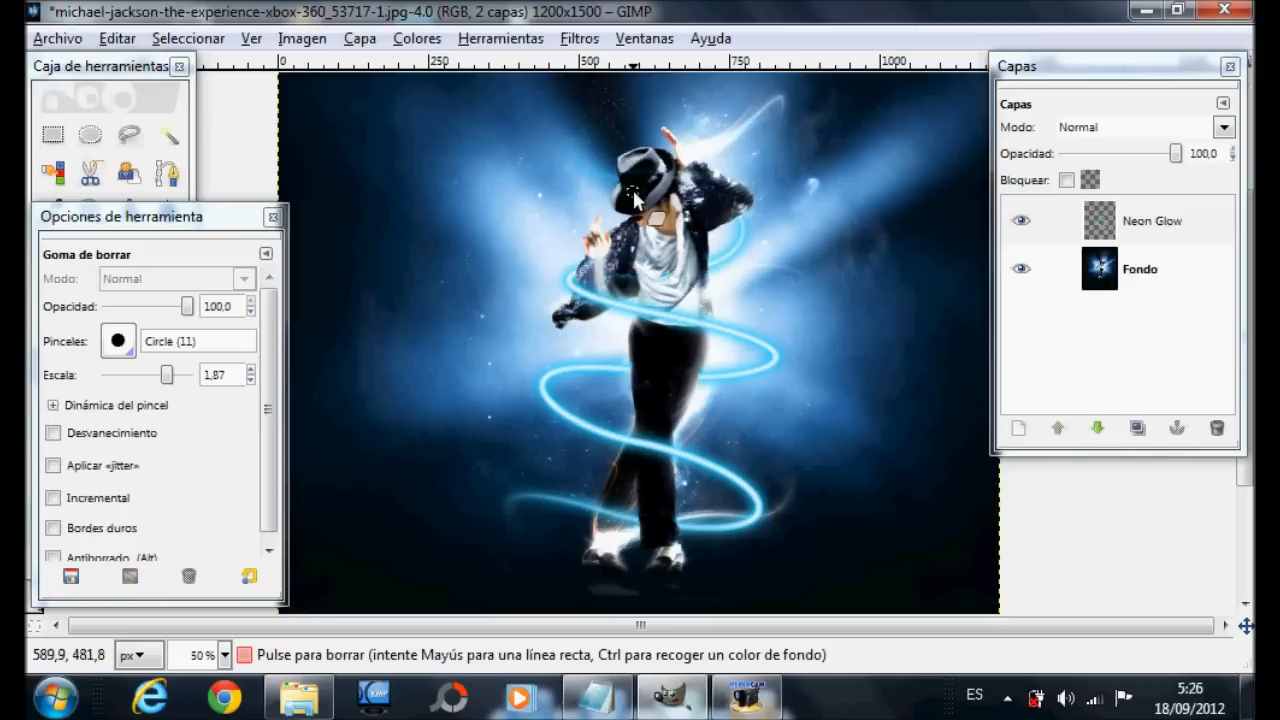 *michael-jackson-the-experience-xbox-360_53717-1.jpg-4.0 (RGB, 2 capas) 1200x1500 – GIMP
Archivo Editar Seleccionar Ver Imagen Capa Colores Herramientas Filtros Ventanas Ayuda
Caja de herramientas
0 250 500 750 1000
Opciones de herramienta
Goma de borrar
Modo: Normal
Opacidad: 100,0
Pinceles: Circle (11)
Escala: 1,87
Dinámica del pincel
Desvanecimiento
Aplicar «jitter»
Incremental
Bordes duros
Antiborrado (Alt)
Capas
Capas
Modo: Normal
Opacidad: 100,0
Bloquear:
Neon Glow
Fondo
589,9, 481,8 px 50 % Pulse para borrar (intente Mayús para una línea recta, Ctrl para recoger un color de fondo)
KMP
HYPERCAM
ES
5:26
18/09/2012